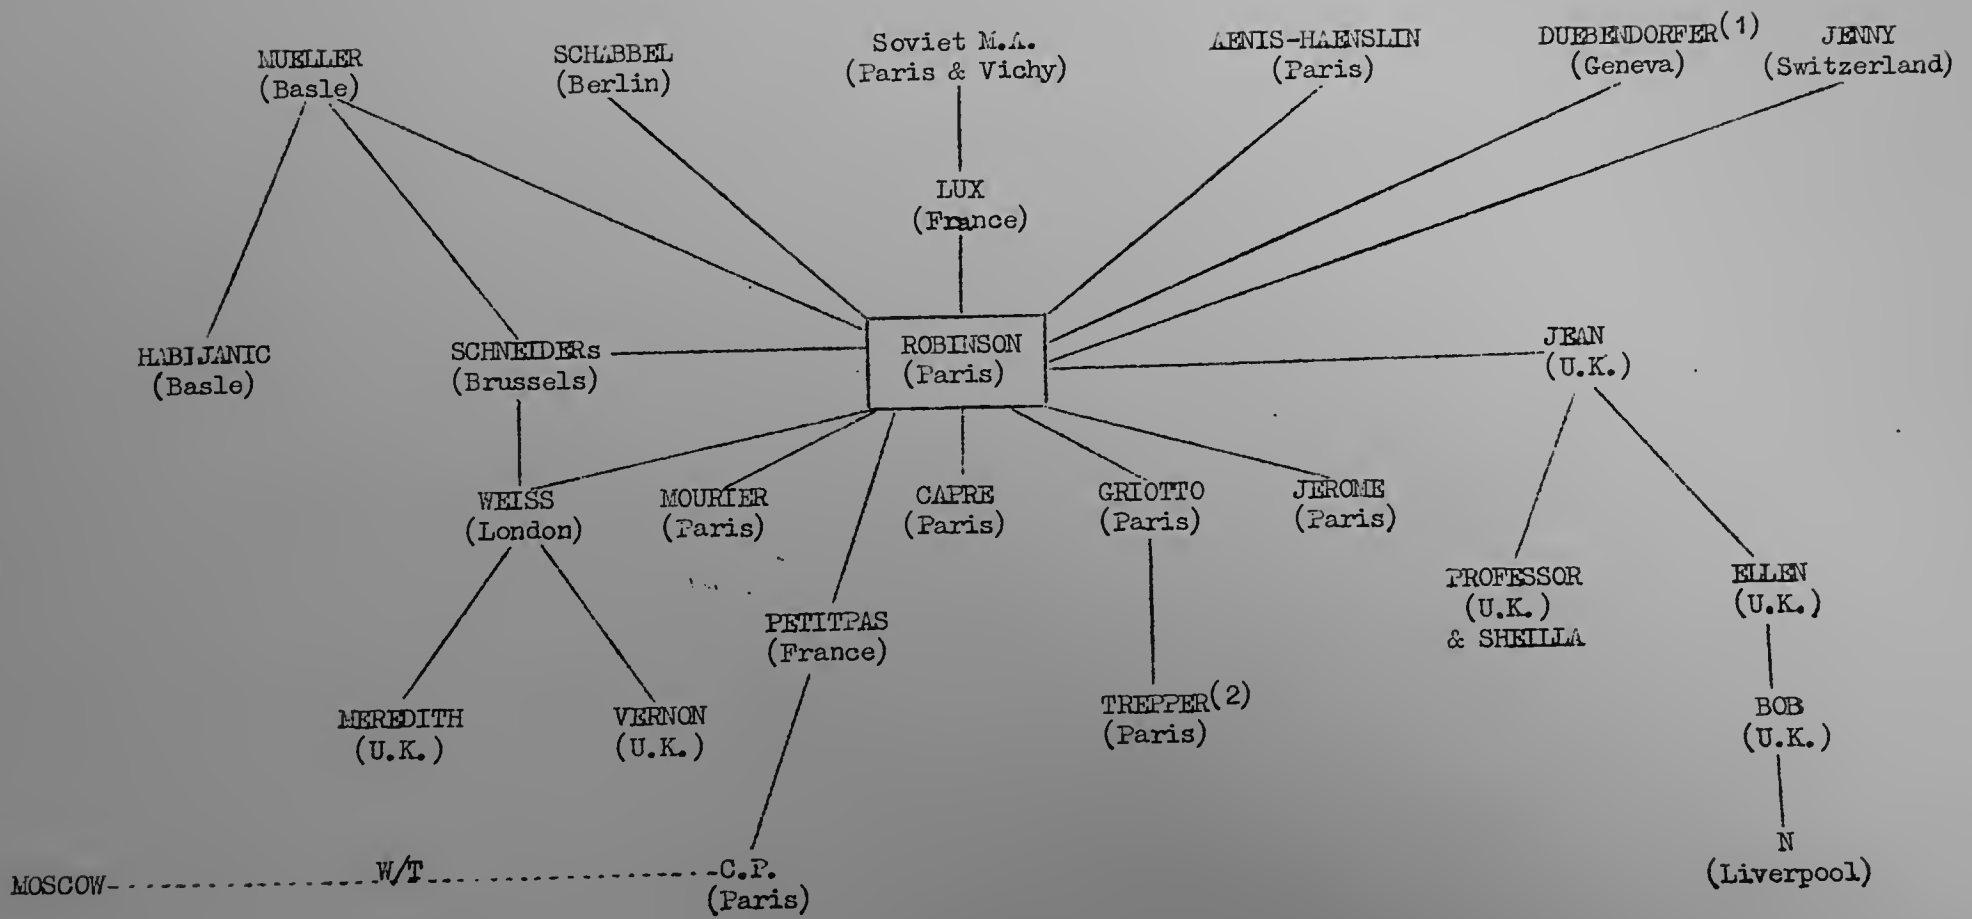 MUELLER
(Basle)
SCHABBEL
(Berlin)
Soviet M.A.
(Paris & Vichy)
AENIS-HAENSLIN
(Paris)
DUEBENDORFER(1)
(Geneva)
JENNY
(Switzerland)
LUX
(France)
HABIJANIC
(Basle)
SCHNEIDERs
(Brussels)
ROBINSON
(Paris)
JEAN
(U.K.)
WEISS
(London)
MOURIER
(Paris)
CAPRE
(Paris)
GRIOTTO
(Paris)
JEROME
(Paris)
PROFESSOR
(U.K.)
& SHEILLA
ELLEN
(U.K.)
PETITPAS
(France)
MEREDITH
(U.K.)
VERNON
(U.K.)
TREPPER(2)
(Paris)
BOB
(U.K.)
N
(Liverpool)
MOSCOW
W/T
C.P.
(Paris)